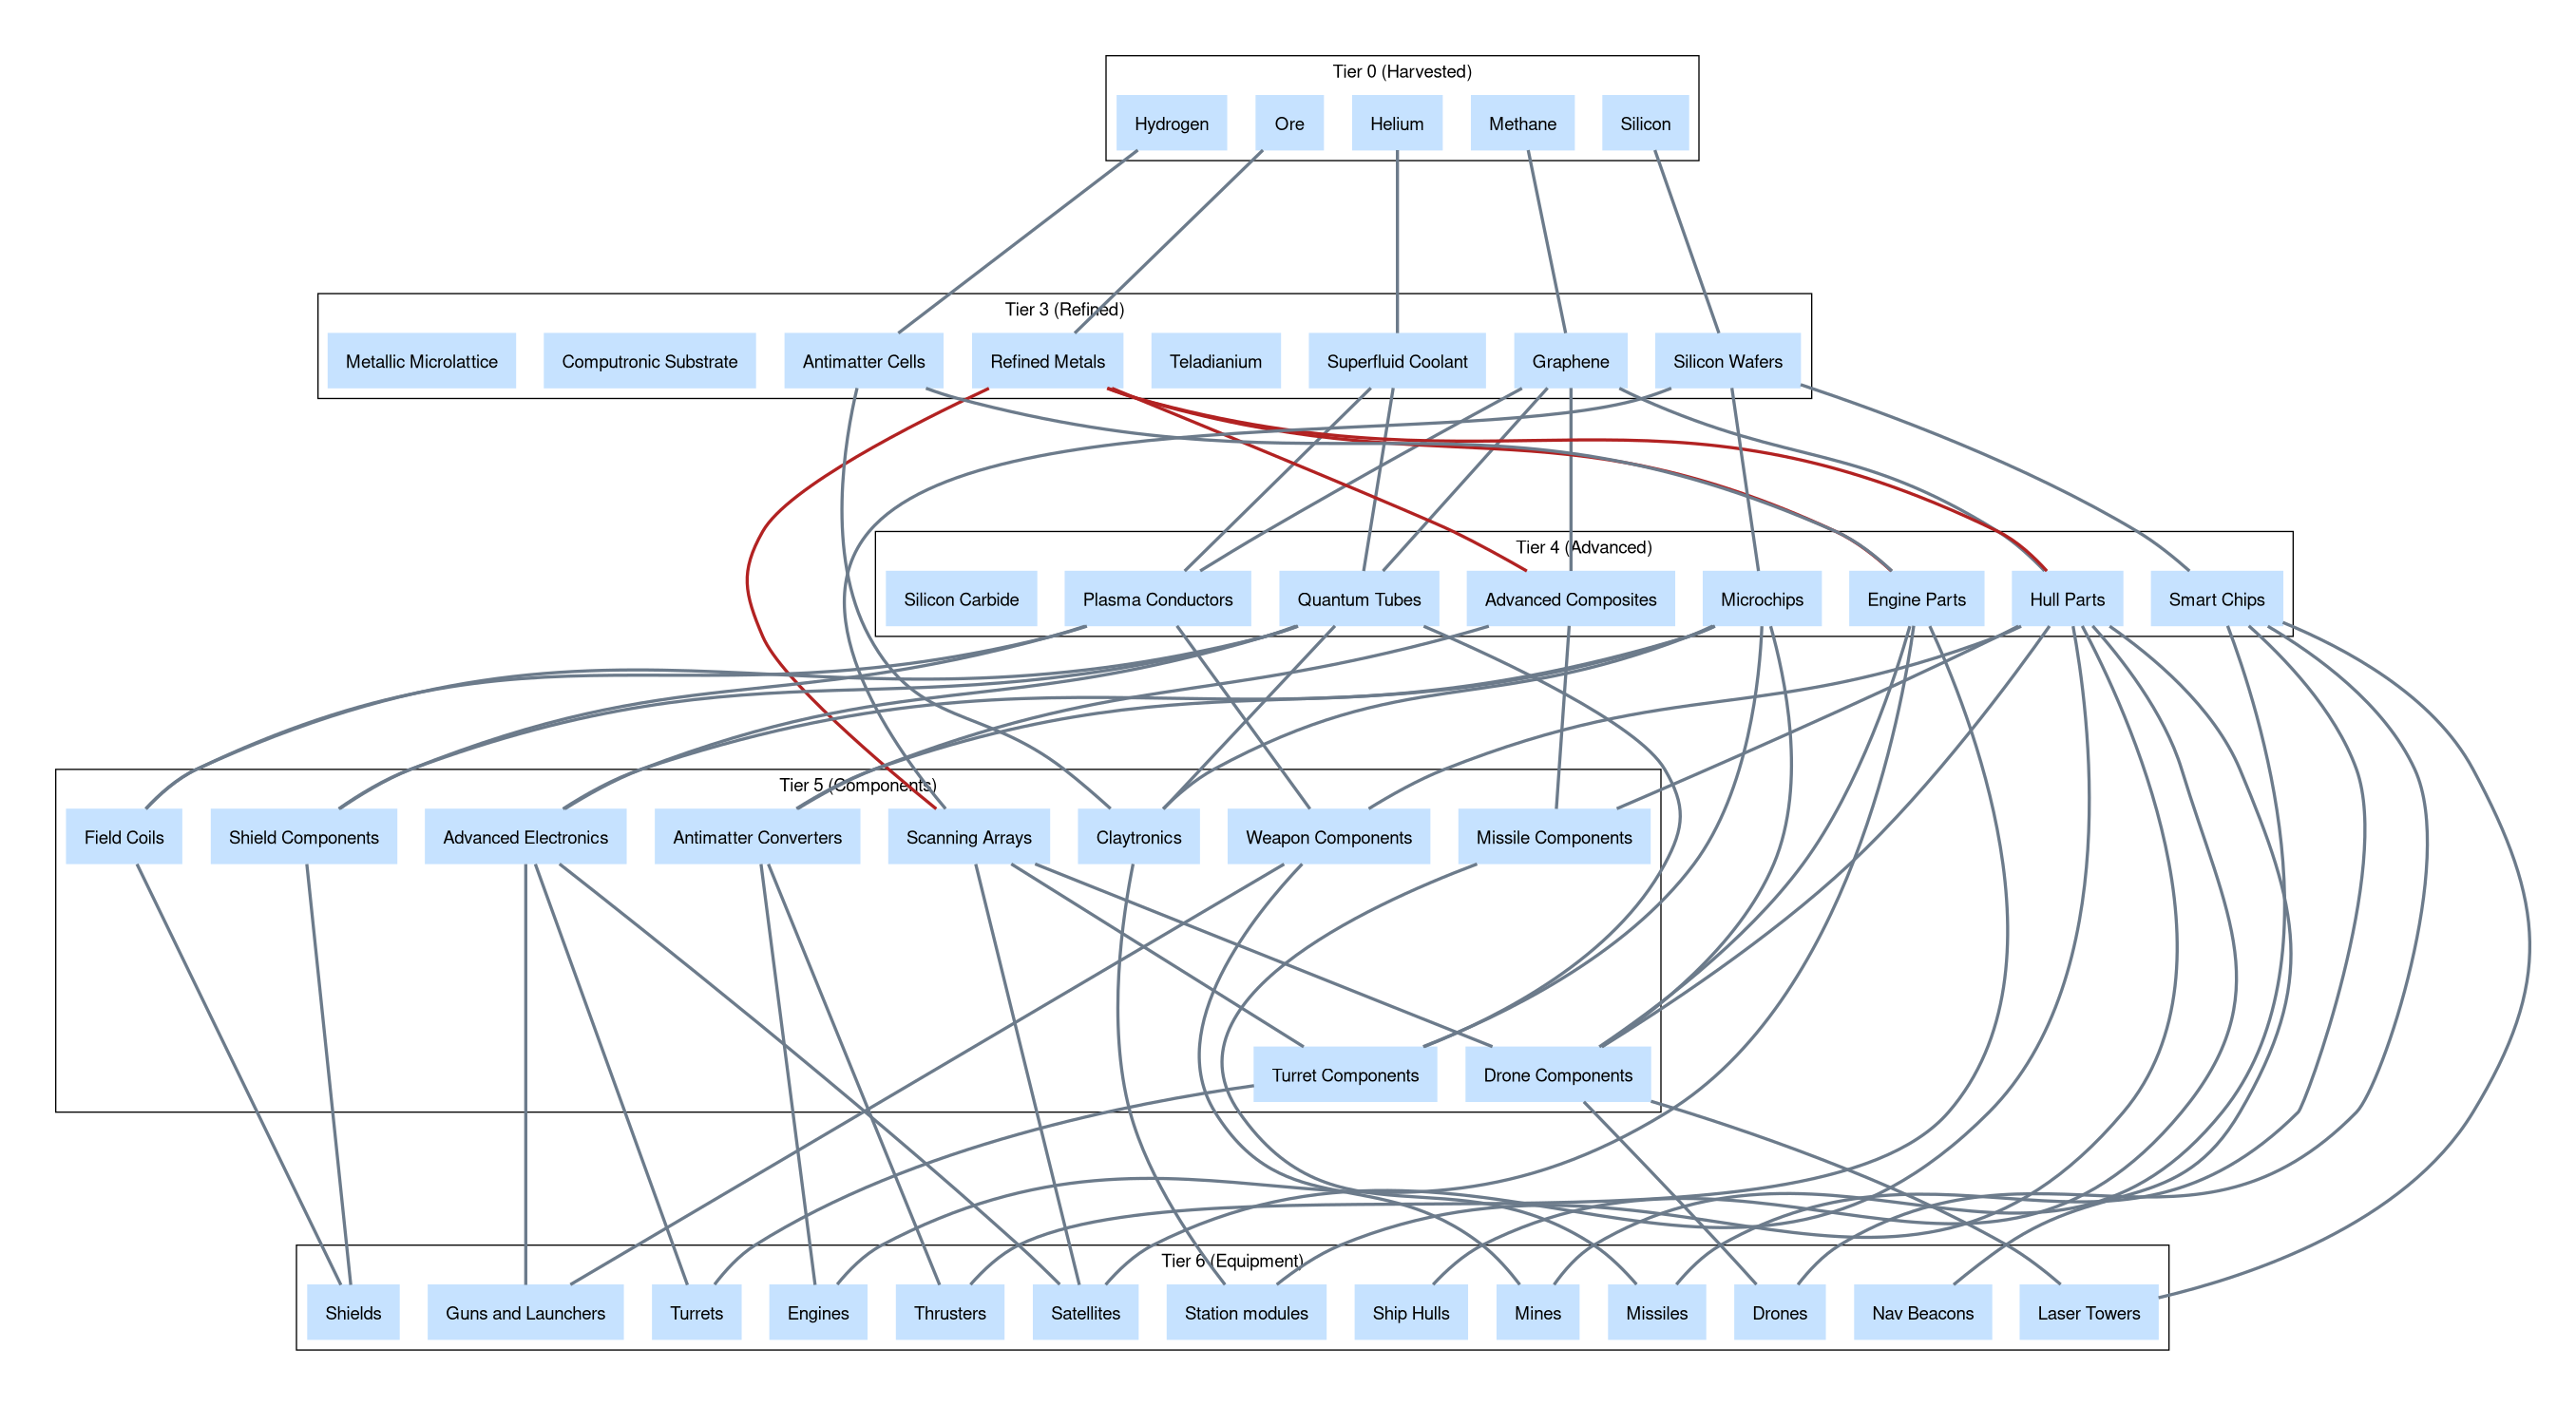 Tier 0 (Harvested)
Hydrogen
Ore
Helium
Methane
Silicon
Tier 3 (Refined)
Metallic Microlattice
Computronic Substrate
Antimatter Cells
Refined Metals
Teladianium
Superfluid Coolant
Graphene
Silicon Wafers
Tier 4 (Advanced)
Silicon Carbide
Plasma Conductors
Quantum Tubes
Advanced Composites
Microchips
Engine Parts
Hull Parts
Smart Chips
Tier 5 (Components)
Field Coils
Shield Components
Advanced Electronics
Antimatter Converters
Scanning Arrays
Claytronics
Weapon Components
Missile Components
Turret Components
Drone Components
Tier 6 (Equipment)
Shields
Guns and Launchers
Turrets
Engines
Thrusters
Satellites
Station modules
Ship Hulls
Mines
Missiles
Drones
Nav Beacons
Laser Towers